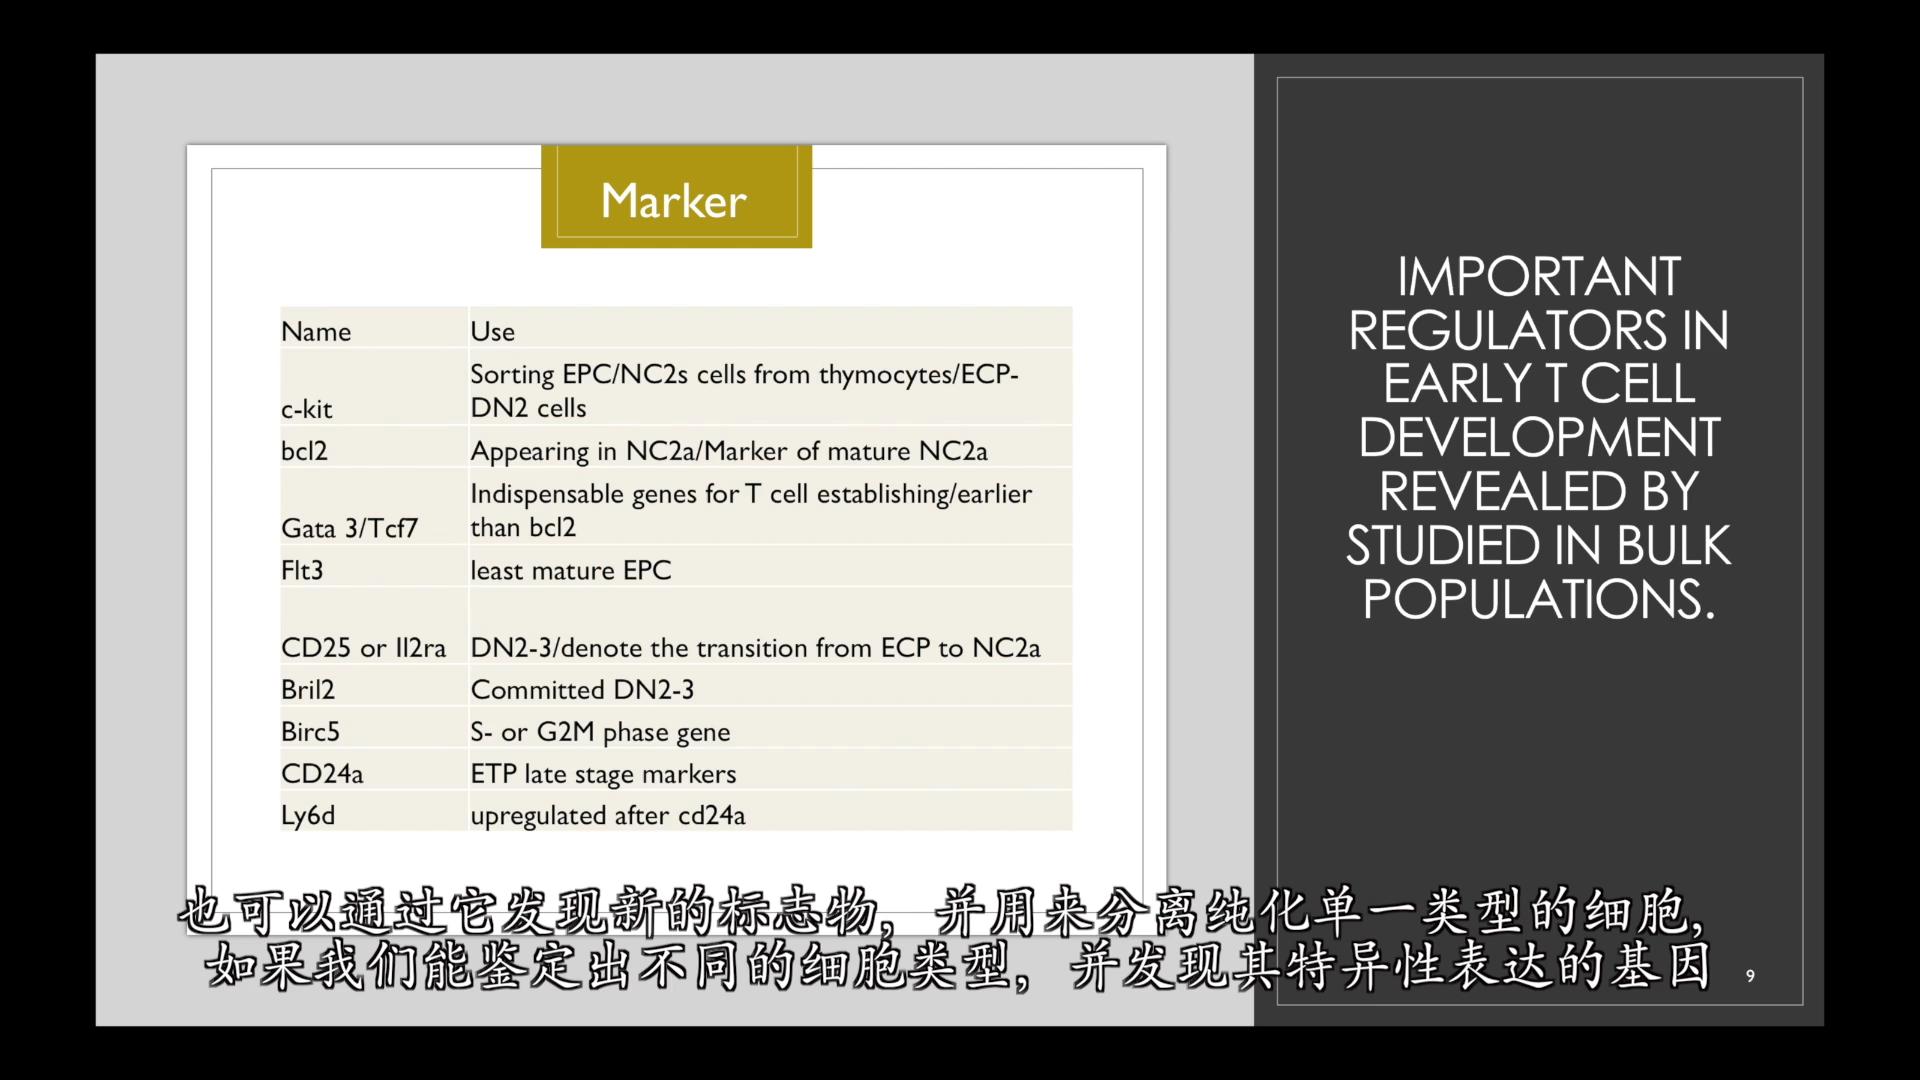 Marker
Name Use
c-kit Sorting EPC/NC2s cells from thymocytes/ECP-
DN2 cells
bcl2 Appearing in NC2a/Marker of mature NC2a
Gata 3/Tcf7 Indispensable genes for T cell establishing/earlier
than bcl2
Flt3 least mature EPC
CD25 or Il2ra DN2-3/denote the transition from ECP to NC2a
Bril2 Committed DN2-3
Birc5 S- or G2M phase gene
CD24a ETP late stage markers
Ly6d upregulated after cd24a
IMPORTANT
REGULATORS IN
EARLY T CELL
DEVELOPMENT
REVEALED BY
STUDIED IN BULK
POPULATIONS.
也可以通过它发现新的标志物，并用来分离纯化单一类型的细胞，
如果我们能鉴定出不同的细胞类型，并发现其特异性表达的基因
9